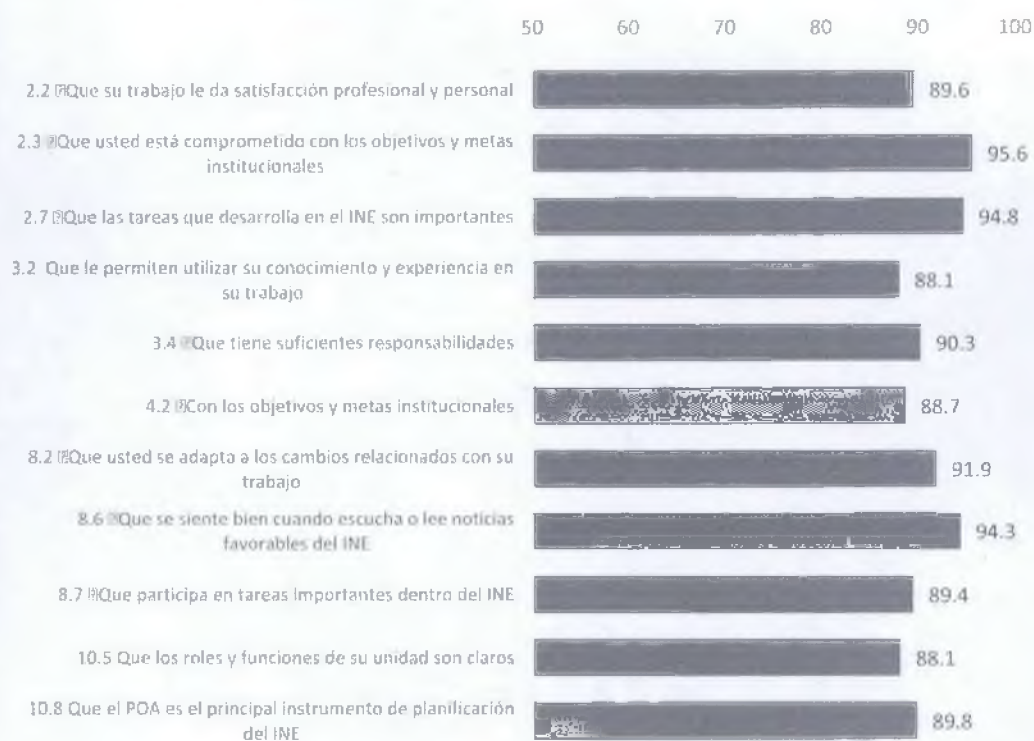 50 60 70 80 90 100
2.2 Que su trabajo le da satisfacción profesional y personal 89.6
2.3 Que usted está comprometido con los objetivos y metas
institucionales 95.6
2.7 Que las tareas que desarrolla en el INE son importantes 94.8
3.2 Que le permiten utilizar su conocimiento y experiencia en
su trabajo 88.1
3.4 Que tiene suficientes responsabilidades 90.3
4.2 Con los objetivos y metas institucionales 88.7
8.2 Que usted se adapta a los cambios relacionados con su
trabajo 91.9
8.6 Que se siente bien cuando escucha o lee noticias
favorables del INE 94.3
8.7 Que participa en tareas importantes dentro del INE 89.4
10.5 Que los roles y funciones de su unidad son claros 88.1
10.8 Que el POA es el principal instrumento de planificación
del INE 89.8